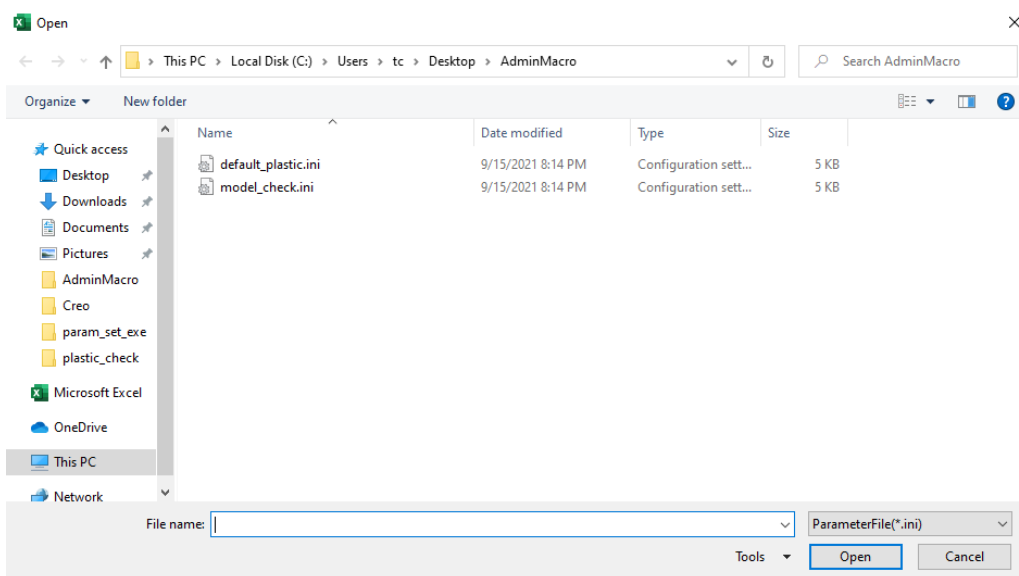 Open
This PC > Local Disk (C:) > Users > tc > Desktop > AdminMacro
Search AdminMacro
Organize
New folder
Name Date modified Type Size
default_plastic.ini 9/15/2021 8:14 PM Configuration sett... 5 KB
model_check.ini 9/15/2021 8:14 PM Configuration sett... 5 KB
Quick access
Desktop
Downloads
Documents
Pictures
AdminMacro
Creo
param_set_exe
plastic_check
Microsoft Excel
OneDrive
This PC
Network
File name:
ParameterFile(*.ini)
Tools
Open
Cancel